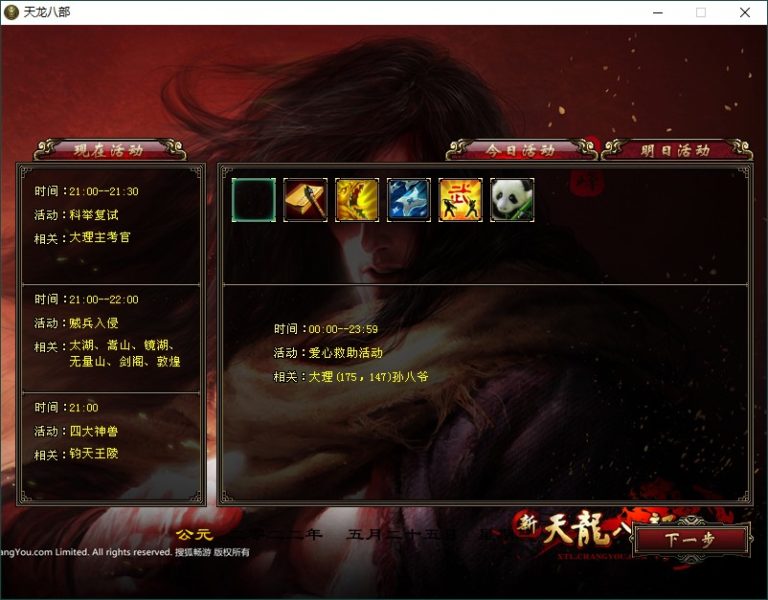 天龙八部
现在活动
今日活动
明日活动
时间：21:00--21:30
活动：科举复试
相关：大理主考官
时间：21:00--22:00
活动：贼兵入侵
相关：太湖、嵩山、镜湖、
无量山、剑阁、敦煌
时间：21:00
活动：四大神兽
相关：钧天王陵
武
时间：00:00--23:59
活动：爱心救助活动
相关：大理(175，147)孙八爷
公元
二年 五月二十五
新天龍八
下一步
angYou.com Limited. All rights reserved. 搜狐畅游 版权所有